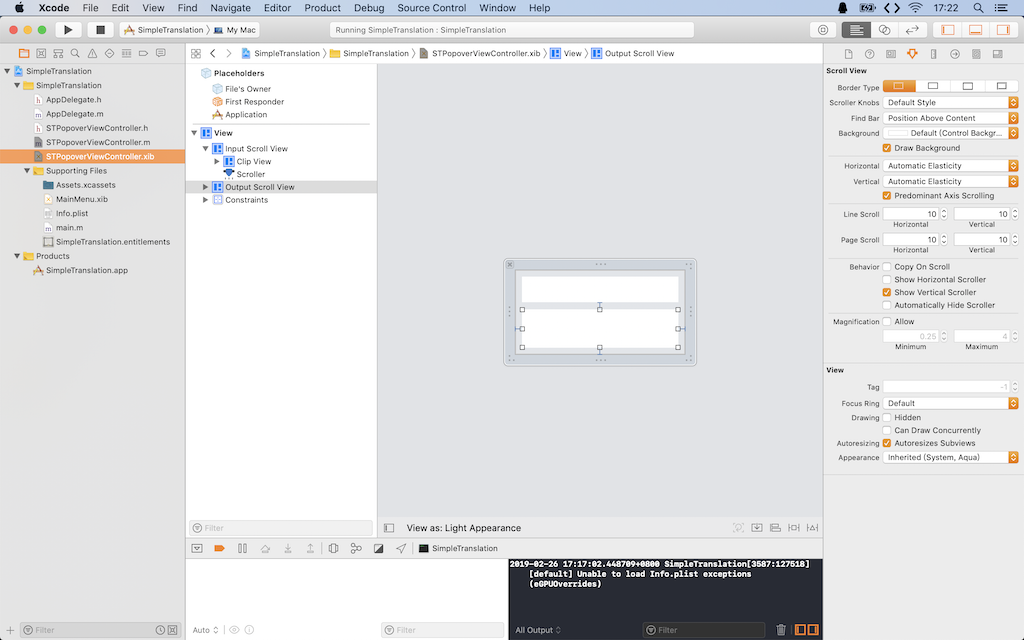 Xcode File Edit View Find Navigate Editor Product Debug Source Control Window Help 17:22
SimpleTranslation My Mac
Running SimpleTranslation : SimpleTranslation
SimpleTranslation SimpleTranslation STPopoverViewController.xib View Output Scroll View
SimpleTranslation
SimpleTranslation
AppDelegate.h
AppDelegate.m
STPopoverViewController.h
STPopoverViewController.m
STPopoverViewController.xib
Supporting Files
Assets.xcassets
MainMenu.xib
Info.plist
main.m
SimpleTranslation.entitlements
Products
SimpleTranslation.app
Filter
Placeholders
File's Owner
First Responder
Application
View
Input Scroll View
Clip View
Scroller
Output Scroll View
Constraints
Filter
View as: Light Appearance
SimpleTranslation
Auto
Filter
2019-02-26 17:17:02.448709+0800 SimpleTranslation[3587:127518]
[default] Unable to load Info.plist exceptions
(eGPUOverrides)
All Output
Filter
Scroll View
Border Type
Scroller Knobs Default Style
Find Bar Position Above Content
Background Default (Control Backgr...
Draw Background
Horizontal Automatic Elasticity
Vertical Automatic Elasticity
Predominant Axis Scrolling
Line Scroll 10 10
Horizontal Vertical
Page Scroll 10 10
Horizontal Vertical
Behavior Copy On Scroll
Show Horizontal Scroller
Show Vertical Scroller
Automatically Hide Scroller
Magnification Allow
0.25 4
Minimum Maximum
View
Tag -1
Focus Ring Default
Drawing Hidden
Can Draw Concurrently
Autoresizing Autoresizes Subviews
Appearance Inherited (System, Aqua)